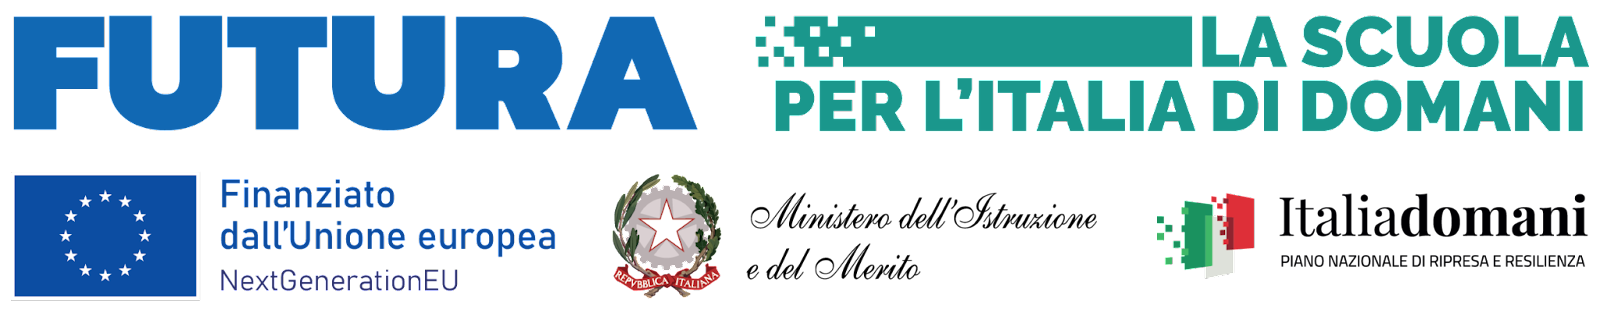 FUTURA
LA SCUOLA
PER L'ITALIA DI DOMANI
Finanziato
dall'Unione europea
NextGenerationEU
REPVBBLICA ITALIANA
Ministero dell'Istruzione
e del Merito
Italiadomani
PIANO NAZIONALE DI RIPRESA E RESILIENZA